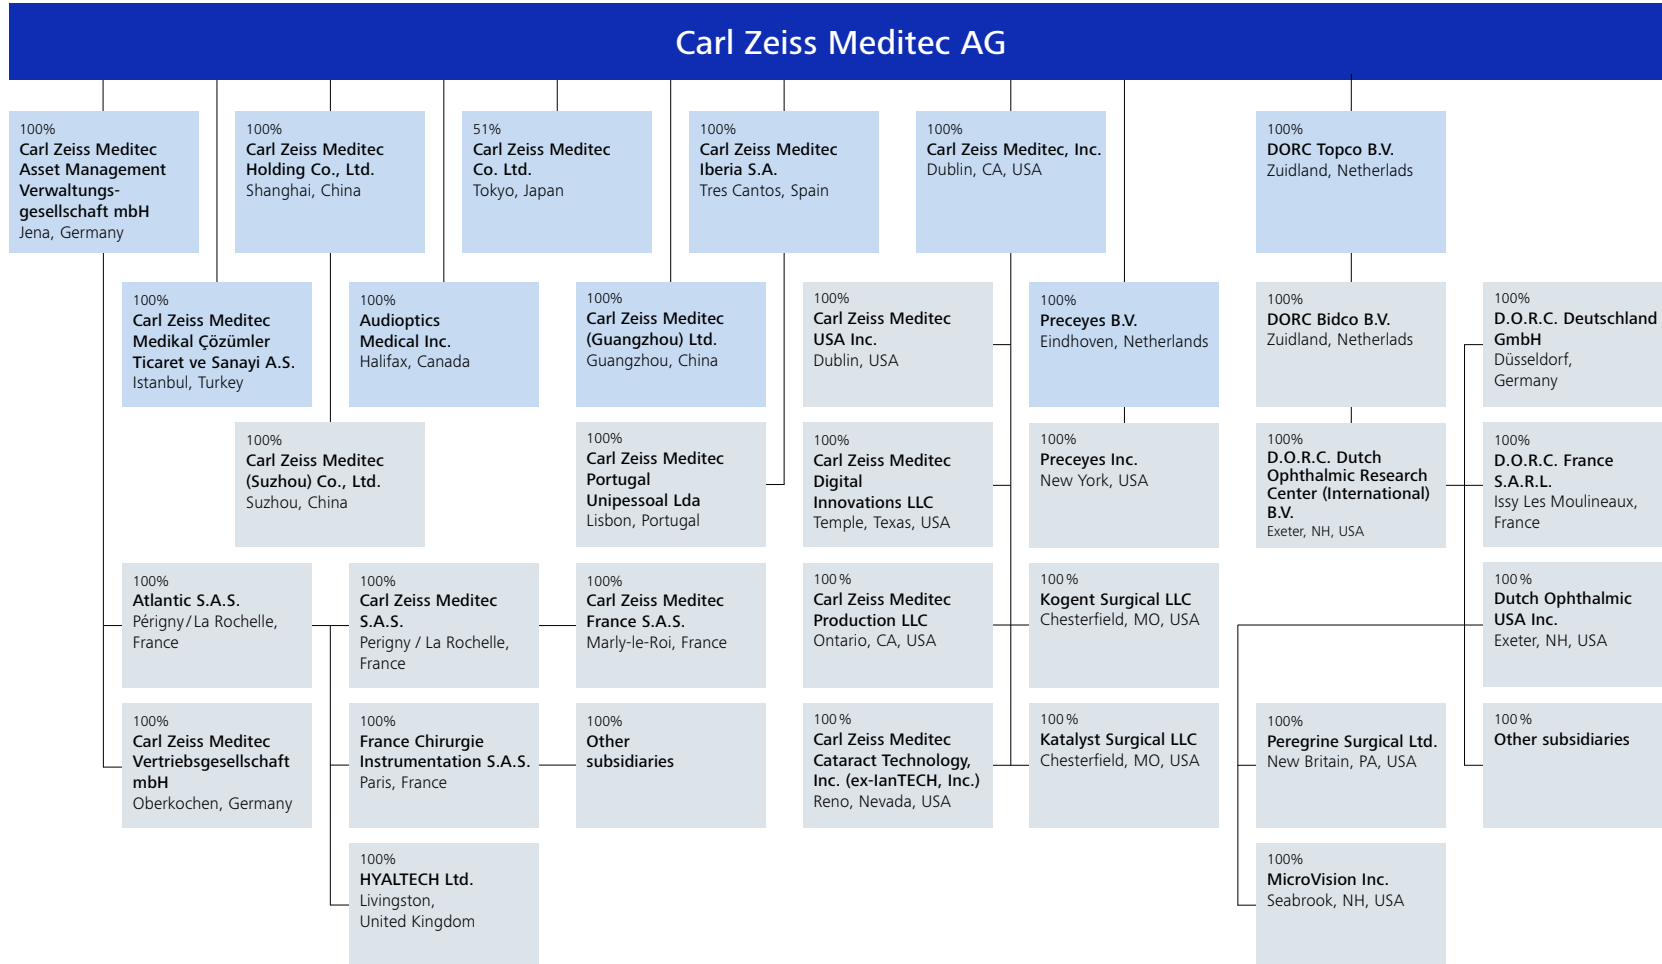 Carl Zeiss Meditec AG
100%
Carl Zeiss Meditec
Asset Management
Verwaltungs-
gesellschaft mbH
Jena, Germany
100%
Carl Zeiss Meditec
Holding Co., Ltd.
Shanghai, China
51%
Carl Zeiss Meditec
Co. Ltd.
Tokyo, Japan
100%
Carl Zeiss Meditec
Iberia S.A.
Tres Cantos, Spain
100%
Carl Zeiss Meditec, Inc.
Dublin, CA, USA
100%
DORC Topco B.V.
Zuidland, Netherlads
100%
Carl Zeiss Meditec
Medikal Çözümler
Ticaret ve Sanayi A.S.
Istanbul, Turkey
100%
Audioptics
Medical Inc.
Halifax, Canada
100%
Carl Zeiss Meditec
(Guangzhou) Ltd.
Guangzhou, China
100%
Carl Zeiss Meditec
USA Inc.
Dublin, USA
100%
Preceyes B.V.
Eindhoven, Netherlands
100%
DORC Bidco B.V.
Zuidland, Netherlads
100%
D.O.R.C. Deutschland
GmbH
Düsseldorf,
Germany
100%
Carl Zeiss Meditec
(Suzhou) Co., Ltd.
Suzhou, China
100%
Carl Zeiss Meditec
Portugal
Unipessoal Lda
Lisbon, Portugal
100%
Carl Zeiss Meditec
Digital
Innovations LLC
Temple, Texas, USA
100%
Preceyes Inc.
New York, USA
100%
D.O.R.C. Dutch
Ophthalmic Research
Center (International)
B.V.
Exeter, NH, USA
100%
D.O.R.C. France
S.A.R.L.
Issy Les Moulineaux,
France
100%
Atlantic S.A.S.
Périgny/La Rochelle,
France
100%
Carl Zeiss Meditec
S.A.S.
Perigny / La Rochelle,
France
100%
Carl Zeiss Meditec
France S.A.S.
Marly-le-Roi, France
100 %
Carl Zeiss Meditec
Production LLC
Ontario, CA, USA
100 %
Kogent Surgical LLC
Chesterfield, MO, USA
100 %
Dutch Ophthalmic
USA Inc.
Exeter, NH, USA
100%
Carl Zeiss Meditec
Vertriebsgesellschaft
mbH
Oberkochen, Germany
100%
France Chirurgie
Instrumentation S.A.S.
Paris, France
100%
Other
subsidiaries
100 %
Carl Zeiss Meditec
Cataract Technology,
Inc. (ex-IanTECH, Inc.)
Reno, Nevada, USA
100 %
Katalyst Surgical LLC
Chesterfield, MO, USA
100%
Peregrine Surgical Ltd.
New Britain, PA, USA
100 %
Other subsidiaries
100%
HYALTECH Ltd.
Livingston,
United Kingdom
100%
MicroVision Inc.
Seabrook, NH, USA